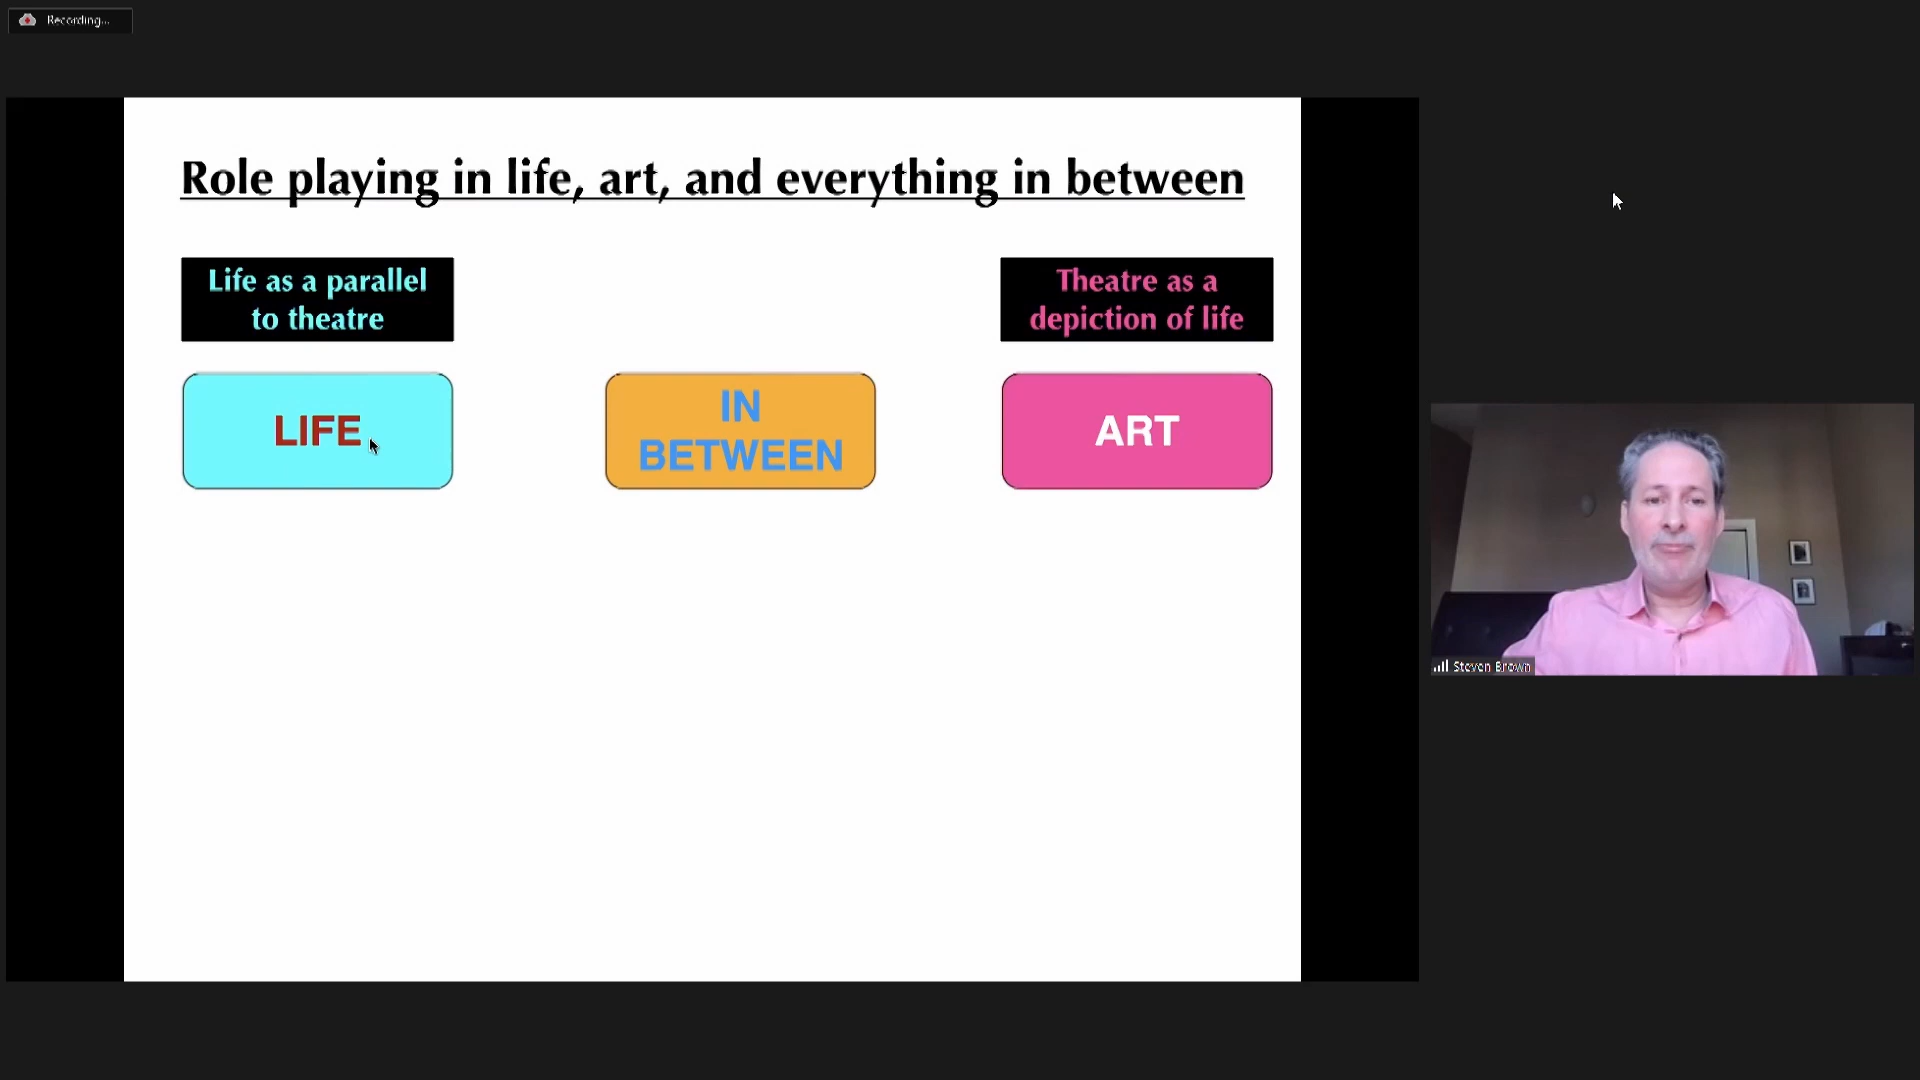 Recording...
Role playing in life, art, and everything in between
Life as a parallel
to theatre
Theatre as a
depiction of life
LIFE
IN
BETWEEN
ART
Steven Brown